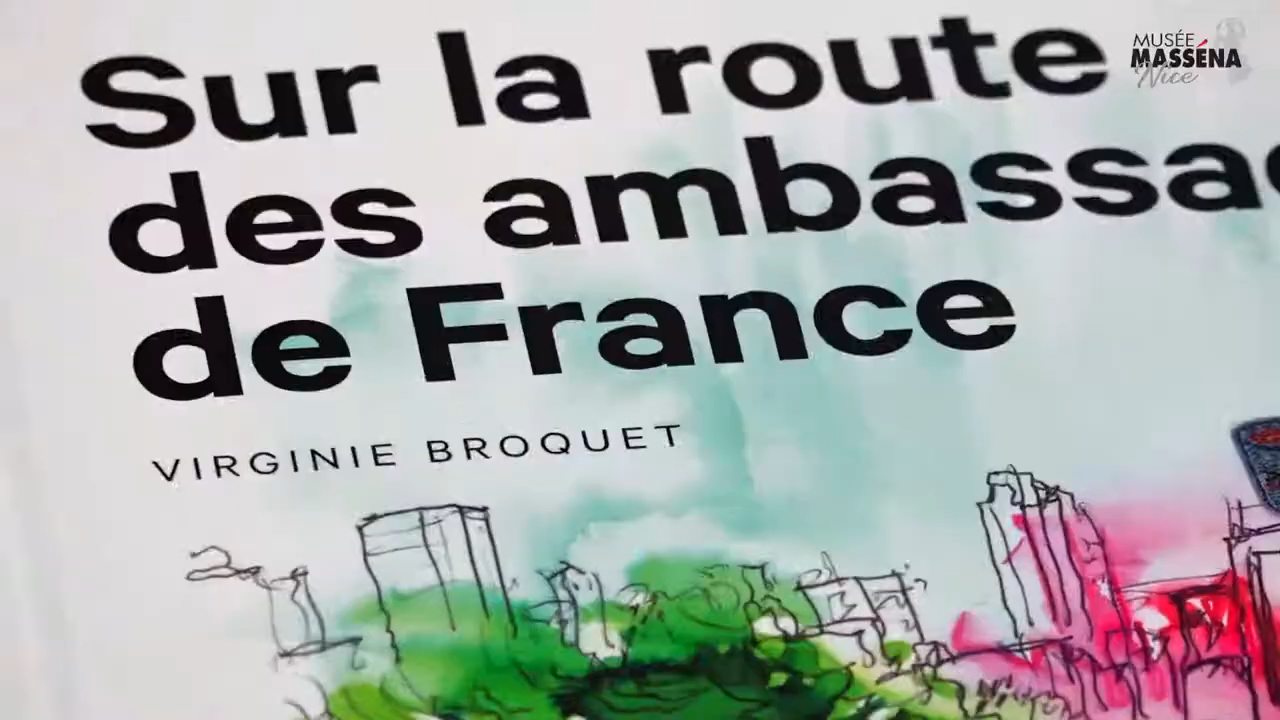 Sur la route
des ambassa
de France
VIRGINIE BROQUET
MUSÉE
MASSÉNA
Nice